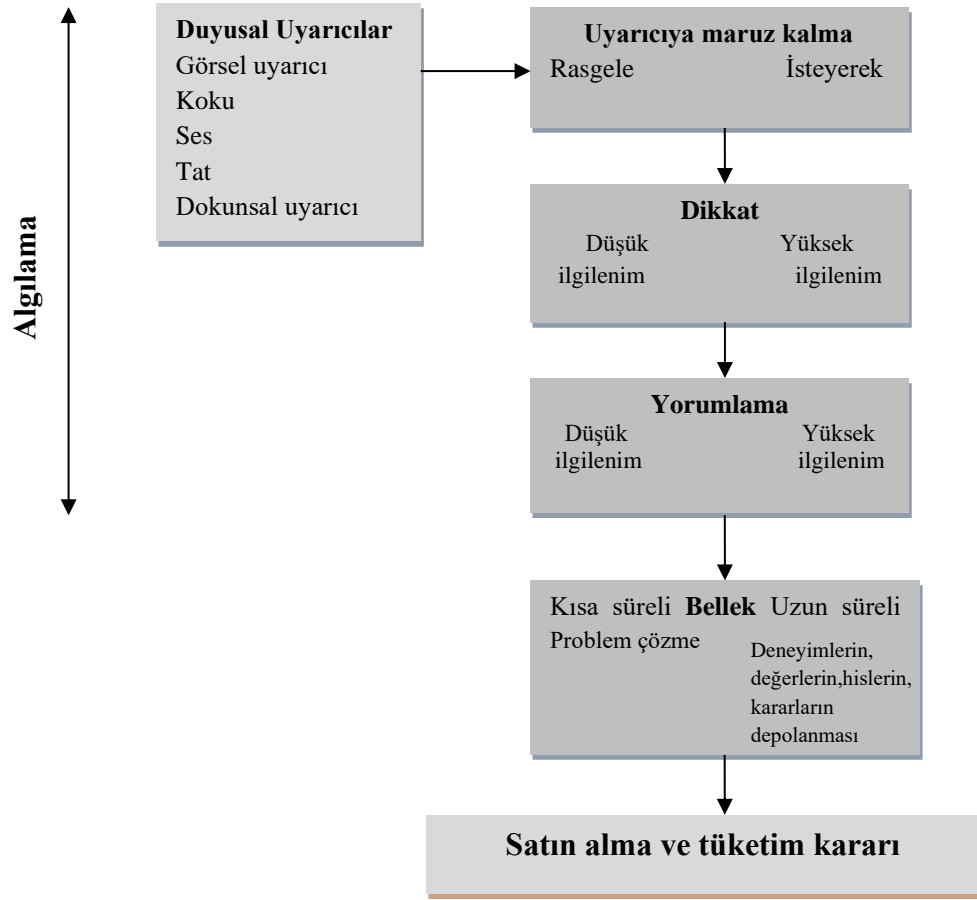 Algılama
Duyusal Uyarıcılar
Görsel uyarıcı
Koku
Ses
Tat
Dokunsal uyarıcı
Uyarıcıya maruz kalma
Rasgele İsteyerek
Dikkat
Düşük Yüksek
ilgilenim ilgilenim
Yorumlama
Düşük Yüksek
ilgilenim ilgilenim
Kısa süreli Bellek Uzun süreli
Problem çözme
Deneyimlerin,
değerlerin,hislerin,
kararların
depolanması
Satın alma ve tüketim kararı